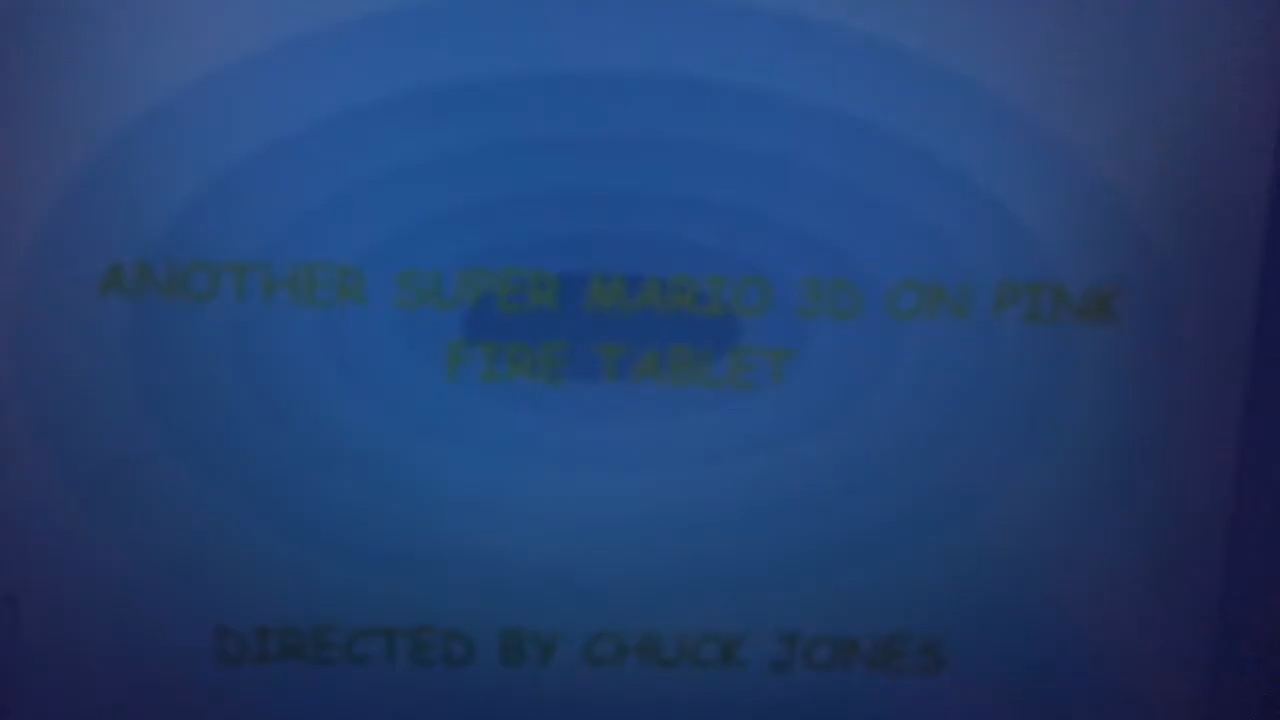 ANOTHER SUPER MARIO 3D ON PINK
FIRE TABLET
DIRECTED BY CHUCK JONES